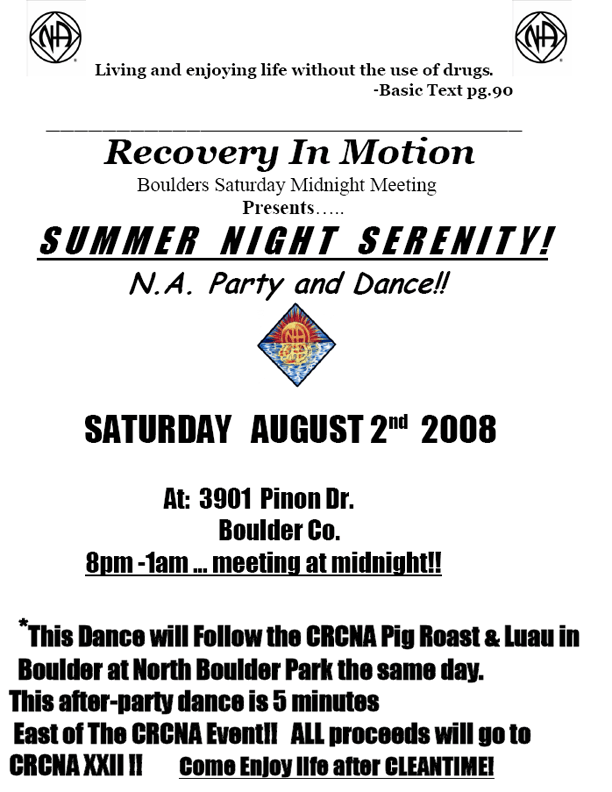 NA NA
Living and enjoying life without the use of drugs.
-Basic Text pg.90
Recovery In Motion
Boulders Saturday Midnight Meeting
Presents…..
SUMMER NIGHT SERENITY!
N.A. Party and Dance!!
NA
SATURDAY AUGUST 2nd 2008
At: 3901 Pinon Dr.
Boulder Co.
8pm -1am ... meeting at midnight!!
*This Dance will Follow the CRCNA Pig Roast & Luau in
Boulder at North Boulder Park the same day.
This after-party dance is 5 minutes
East of The CRCNA Event!! ALL proceeds will go to
CRCNA XXII !! Come Enjoy life after CLEANTIME!